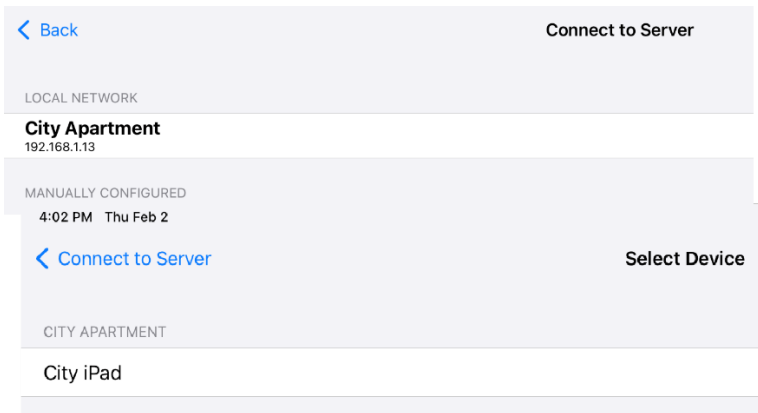 Back Connect to Server
LOCAL NETWORK
City Apartment
192.168.1.13
MANUALLY CONFIGURED
4:02 PM Thu Feb 2
Connect to Server Select Device
CITY APARTMENT
City iPad